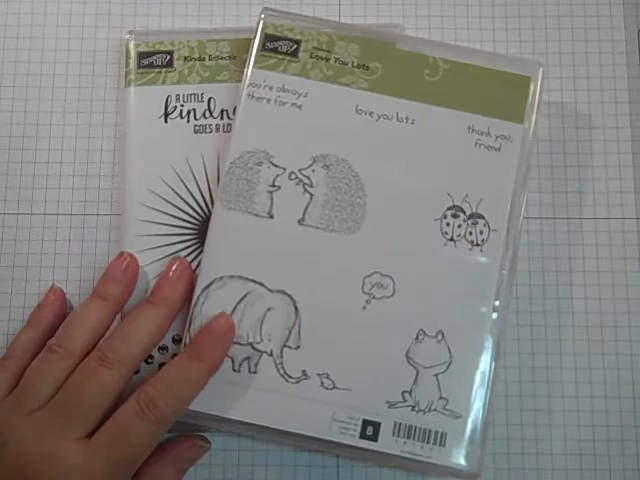 STAMPIN' UP!
Kinda Eclectic
A LITTLE
kindne
GOES A LO
STAMPIN' UP!
Love You Lots
you're always
there for me
love you lots
thank you,
friend
you
8